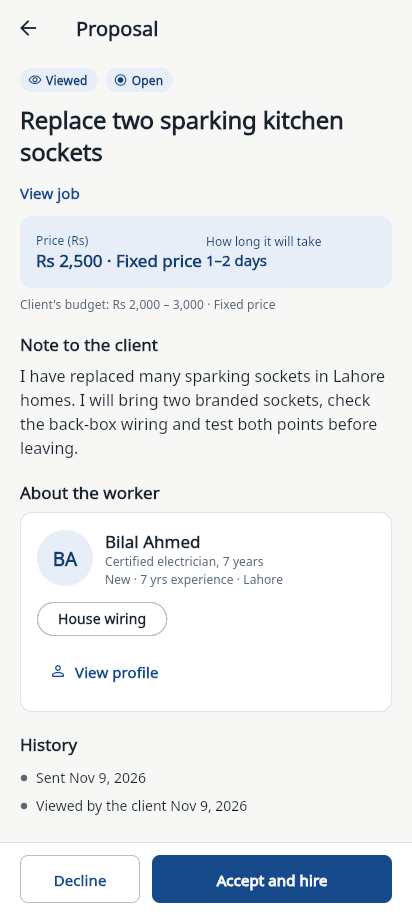 Proposal
Viewed
Open
Replace two sparking kitchen
sockets
View job
Price (Rs)
Rs 2,500 · Fixed price
How long it will take
1–2 days
Client's budget: Rs 2,000 – 3,000 · Fixed price
Note to the client
I have replaced many sparking sockets in Lahore
homes. I will bring two branded sockets, check
the back-box wiring and test both points before
leaving.
About the worker
BA
Bilal Ahmed
Certified electrician, 7 years
New · 7 yrs experience · Lahore
House wiring
View profile
History
Sent Nov 9, 2026
Viewed by the client Nov 9, 2026
Decline
Accept and hire